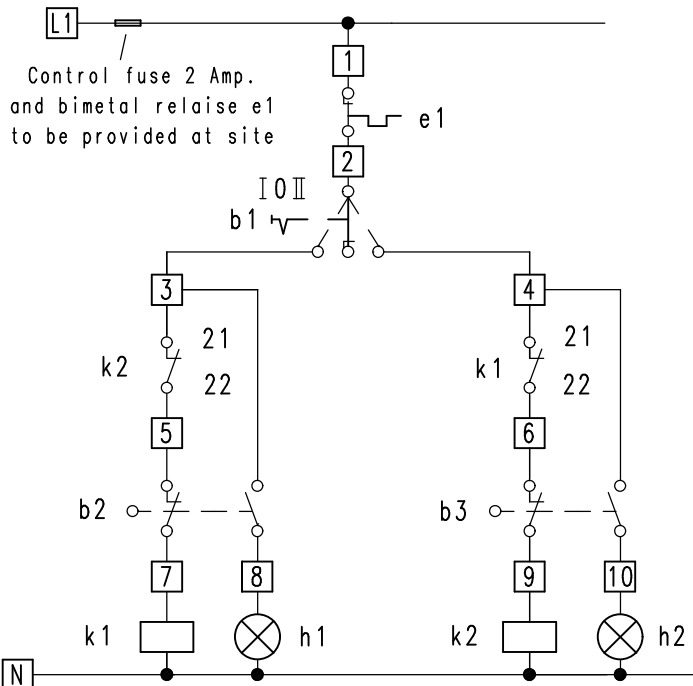 L1
Control fuse 2 Amp.
and bimetal relaise e1
to be provided at site
1
e1
2
I 0 II
b1
3
4
k2
21
22
k1
21
22
5
6
b2
b3
7
8
9
10
k1
h1
k2
h2
N